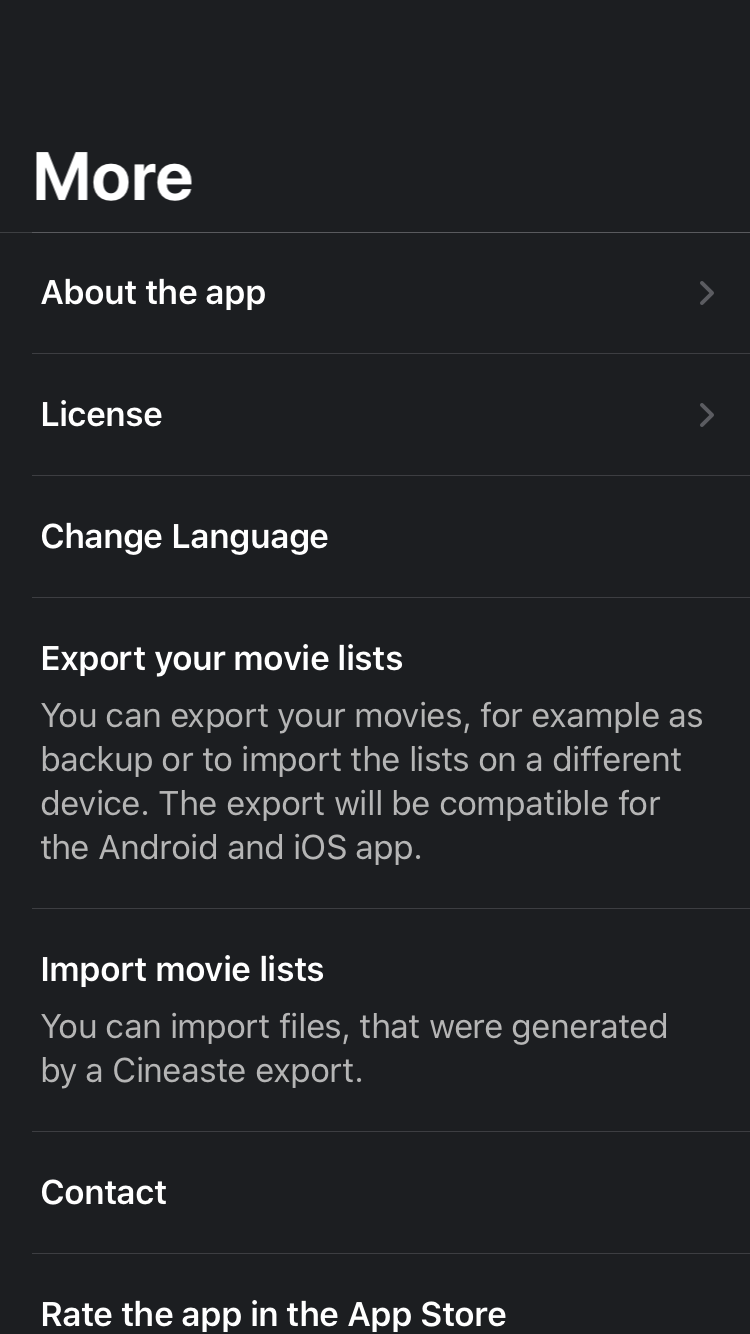 More
About the app
License
Change Language
Export your movie lists
You can export your movies, for example as
backup or to import the lists on a different
device. The export will be compatible for
the Android and iOS app.
Import movie lists
You can import files, that were generated
by a Cineaste export.
Contact
Rate the app in the App Store